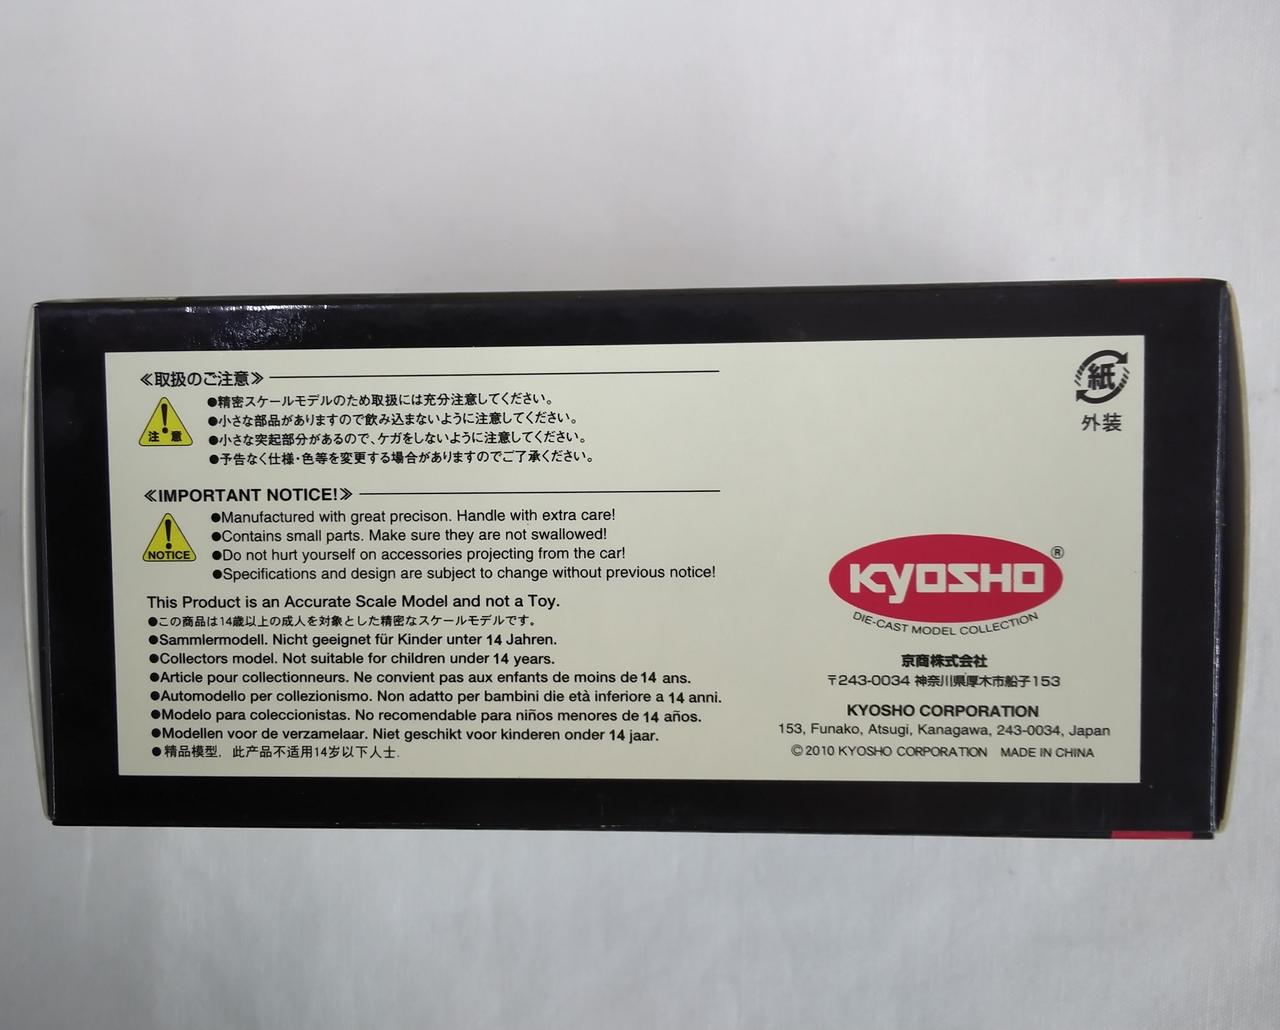 ≪取扱のご注意≫
注意
●精密スケールモデルのため取扱には充分注意してください。
●小さな部品がありますので飲み込まないように注意してください。
●小さな突起部分があるので、ケガをしないように注意してください。
●予告なく仕様・色等を変更する場合がありますのでご了承ください。
≪IMPORTANT NOTICE!≫
NOTICE
●Manufactured with great precison. Handle with extra care!
●Contains small parts. Make sure they are not swallowed!
●Do not hurt yourself on accessories projecting from the car!
●Specifications and design are subject to change without previous notice!
This Product is an Accurate Scale Model and not a Toy.
●この商品は14歳以上の成人を対象とした精密なスケールモデルです。
●Sammlermodell. Nicht geeignet für Kinder unter 14 Jahren.
●Collectors model. Not suitable for children under 14 years.
●Article pour collectionneurs. Ne convient pas aux enfants de moins de 14 ans.
●Automodello per collezionismo. Non adatto per bambini die età inferiore a 14 anni.
●Modelo para coleccionistas. No recomendable para niños menores de 14 años.
●Modellen voor de verzamelaar. Niet geschikt voor kinderen onder 14 jaar.
●精品模型，此产品不适用14岁以下人士.
紙
外装
KYOSHO®
DIE-CAST MODEL COLLECTION
京商株式会社
〒243-0034 神奈川県厚木市船子153
KYOSHO CORPORATION
153, Funako, Atsugi, Kanagawa, 243-0034, Japan
©2010 KYOSHO CORPORATION MADE IN CHINA